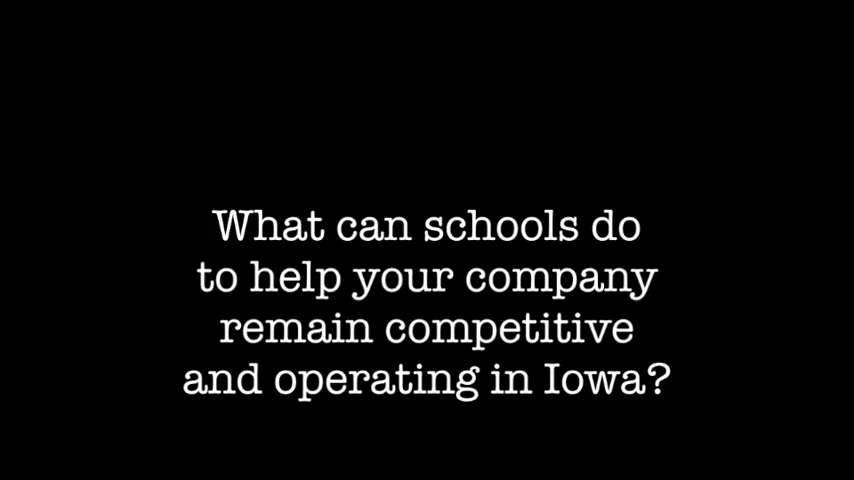 What can schools do
to help your company
remain competitive
and operating in Iowa?